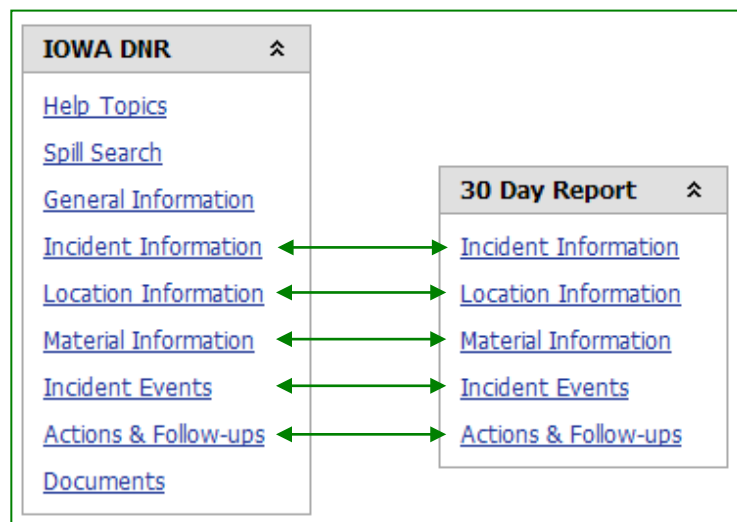 IOWA DNR
Help Topics
Spill Search
General Information
Incident Information
Location Information
Material Information
Incident Events
Actions & Follow-ups
Documents
30 Day Report
Incident Information
Location Information
Material Information
Incident Events
Actions & Follow-ups